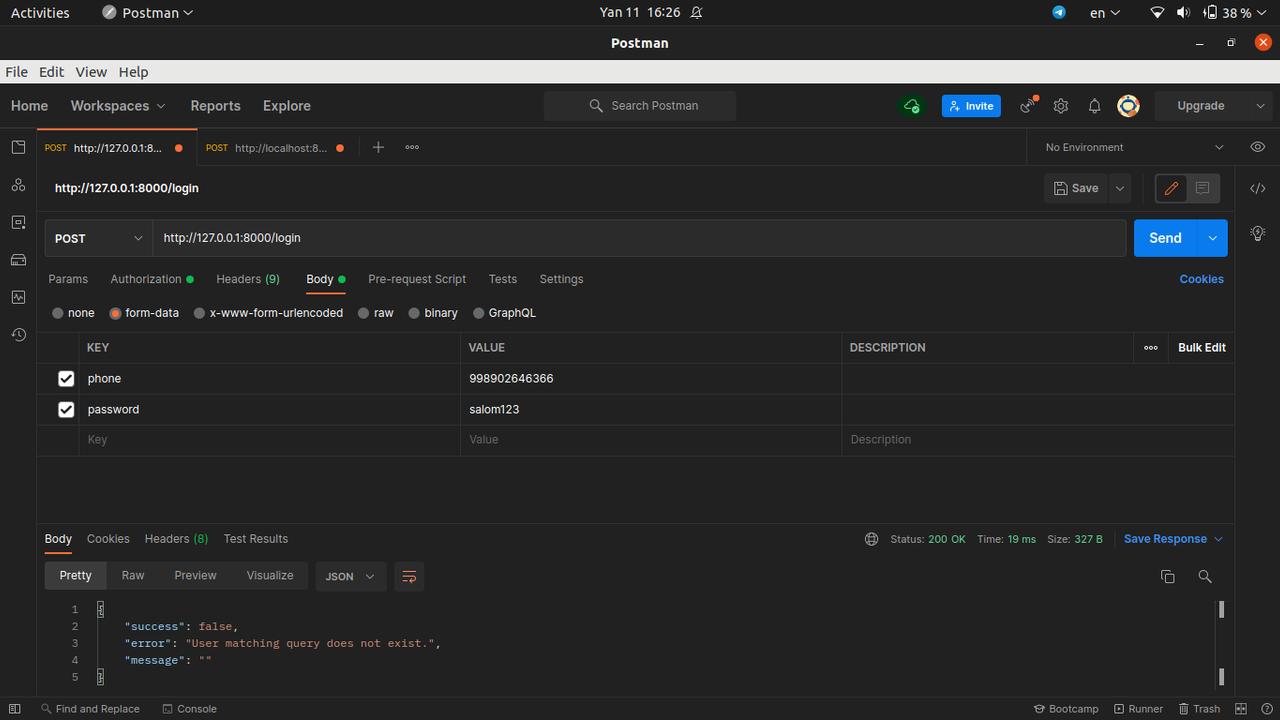 Activities Postman Yan 11 16:26 en 38 %
Postman
File Edit View Help
Home Workspaces Reports Explore Search Postman Invite Upgrade
POST http://127.0.0.1:8... POST http://localhost:8... No Environment
http://127.0.0.1:8000/login Save
POST http://127.0.0.1:8000/login Send
Params Authorization Headers (9) Body Pre-request Script Tests Settings Cookies
none form-data x-www-form-urlencoded raw binary GraphQL
KEY VALUE DESCRIPTION Bulk Edit
phone 998902646366
password salom123
Key Value Description
Body Cookies Headers (8) Test Results Status: 200 OK Time: 19 ms Size: 327 B Save Response
Pretty Raw Preview Visualize JSON
1 {
2 "success": false,
3 "error": "User matching query does not exist.",
4 "message": ""
5 }
Find and Replace Console Bootcamp Runner Trash